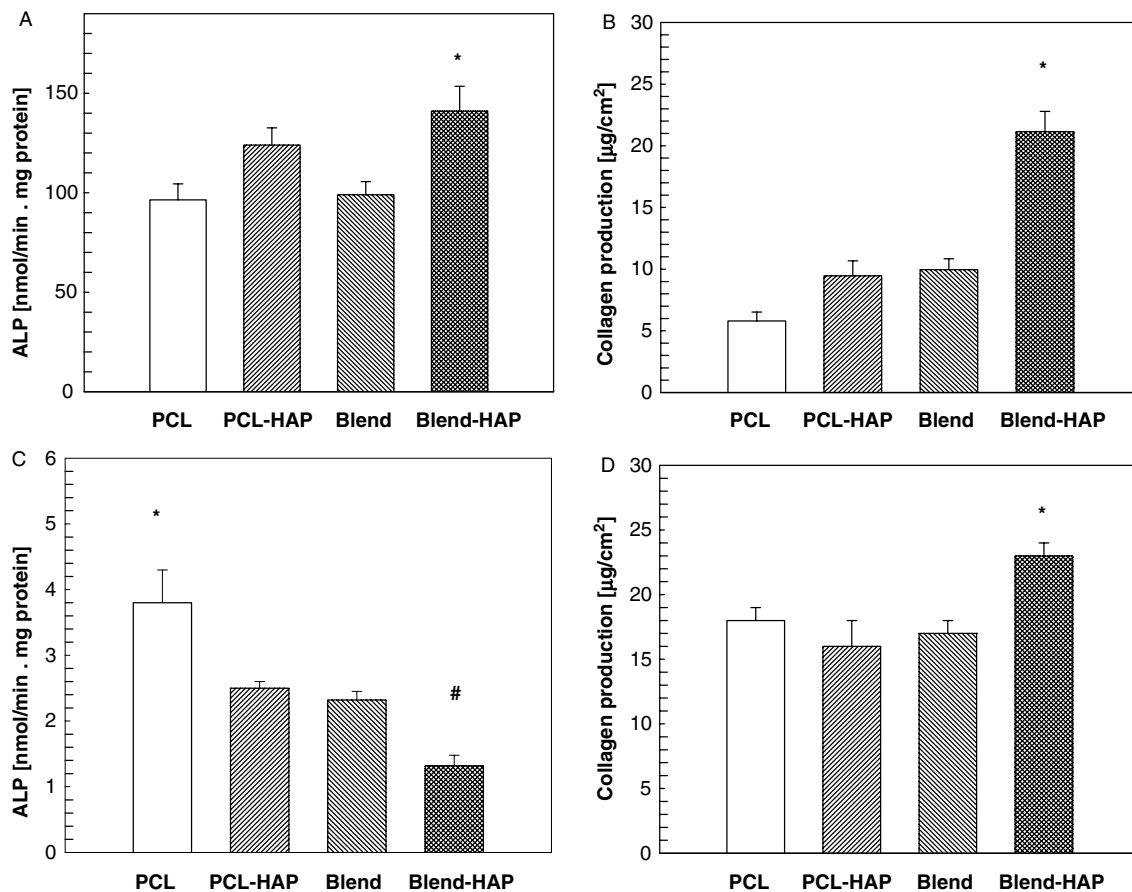 A
ALP [nmol/min . mg protein]
150
100
50
0
*
PCL PCL-HAP Blend Blend-HAP
B
Collagen production [µg/cm²]
30
25
20
15
10
5
0
*
PCL PCL-HAP Blend Blend-HAP
C
ALP [nmol/min . mg protein]
6
5
4
3
2
1
0
*
#
PCL PCL-HAP Blend Blend-HAP
D
Collagen production [µg/cm²]
30
25
20
15
10
5
0
*
PCL PCL-HAP Blend Blend-HAP